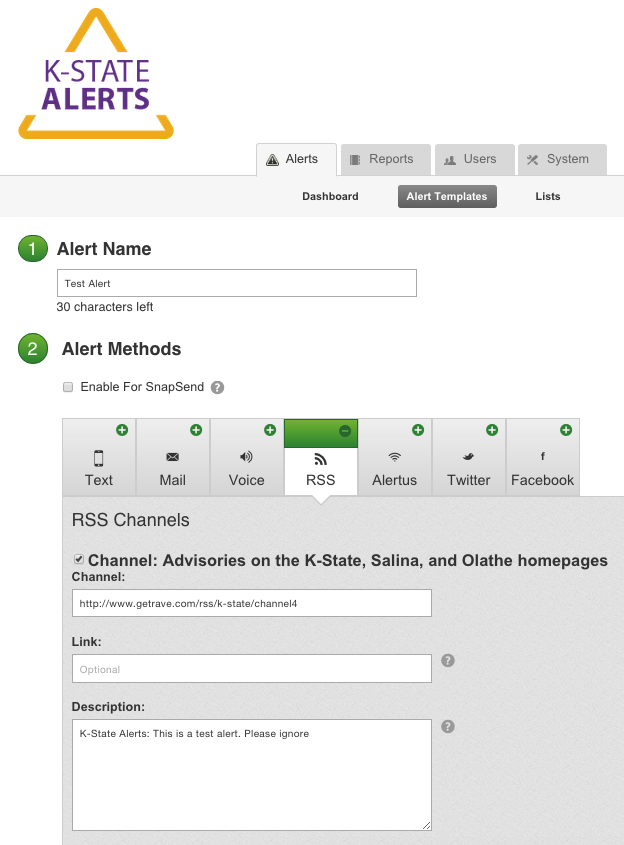 K-STATE
ALERTS
Alerts Reports Users System
Dashboard Alert Templates Lists
1 Alert Name
Test Alert
30 characters left
2 Alert Methods
Enable For SnapSend ?
Text Mail Voice RSS Alertus Twitter Facebook
RSS Channels
Channel: Advisories on the K-State, Salina, and Olathe homepages
Channel:
http://www.getrave.com/rss/k-state/channel4
Link:
Optional ?
Description:
?
K-State Alerts: This is a test alert. Please ignore